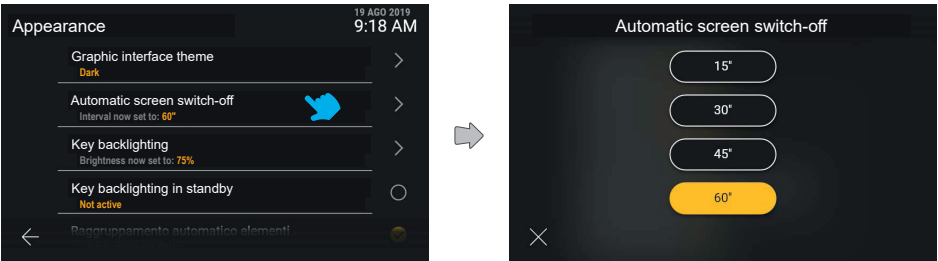 19 AGO 2019
Appearance
9:18 AM
Graphic interface theme
Dark
Automatic screen switch-off
Interval now set to: 60"
Key backlighting
Brightness now set to: 75%
Key backlighting in standby
Not active
Raggruppamento automatico elementi
Automatic screen switch-off
15"
30"
45"
60"